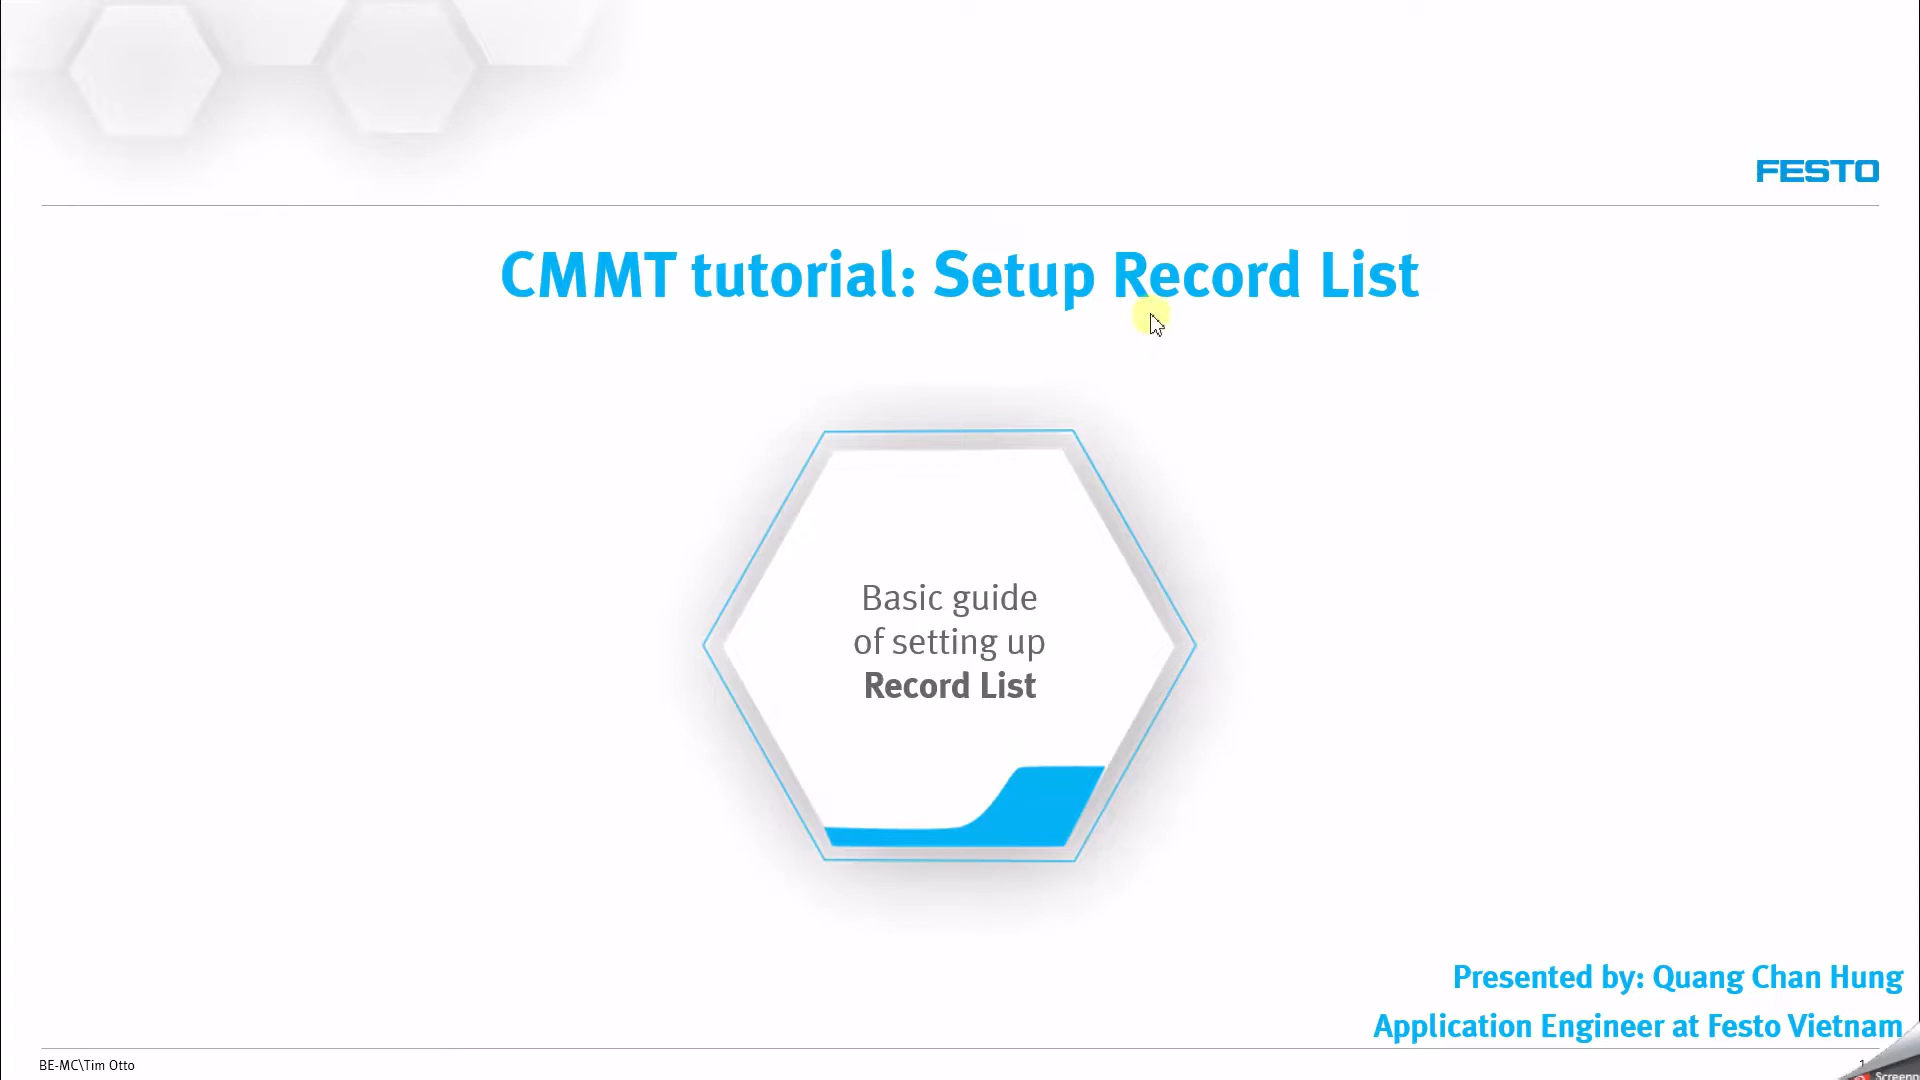 FESTO
CMMT tutorial: Setup Record List
Basic guide
of setting up
Record List
Presented by: Quang Chan Hung
Application Engineer at Festo Vietnam
BE-MC\Tim Otto
1